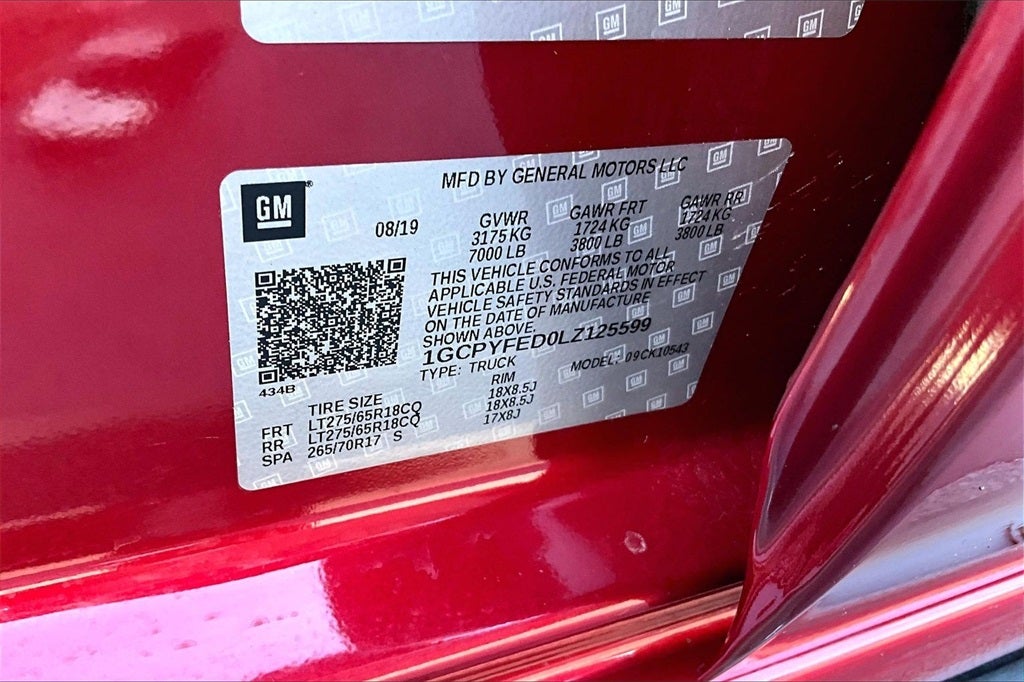 GM
MFD BY GENERAL MOTORS LLC
08/19
GVWR GAWR FRT GAWR RR
3175 KG 1724 KG 1724 KG
7000 LB 3800 LB 3800 LB
THIS VEHICLE CONFORMS TO ALL
APPLICABLE U.S. FEDERAL MOTOR
VEHICLE SAFETY STANDARDS IN EFFECT
ON THE DATE OF MANUFACTURE
SHOWN ABOVE.
1GCPYFED0LZ125599
TYPE: TRUCK MODEL: 09CK10543
434B
TIRE SIZE RIM
FRT LT275/65R18CQ 18X8.5J
RR LT275/65R18CQ 18X8.5J
SPA 265/70R17 S 17X8J